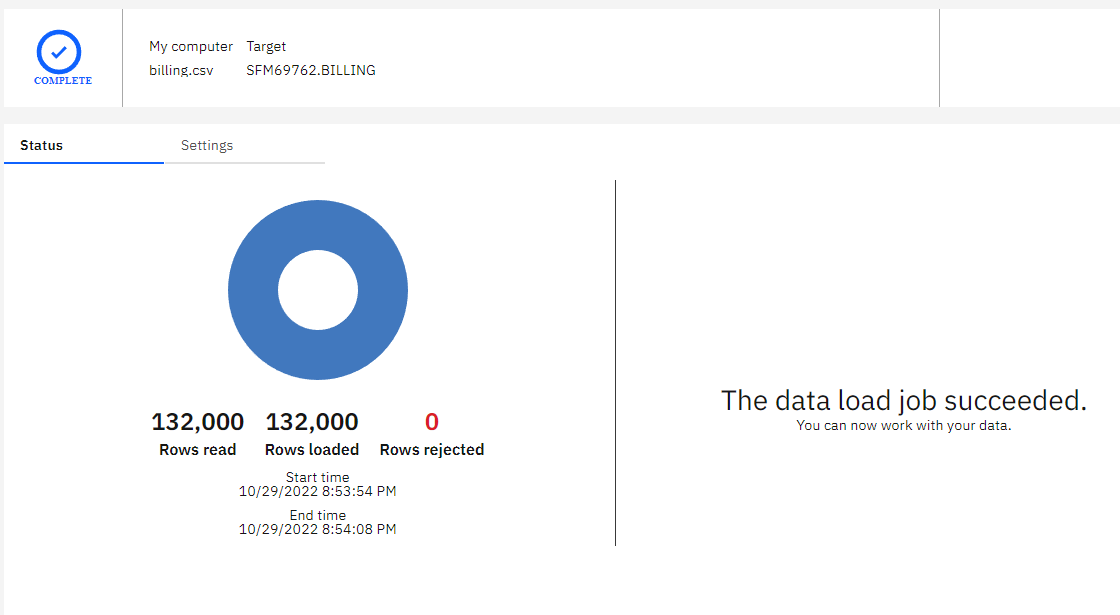 COMPLETE
My computer Target
billing.csv SFM69762.BILLING
Status Settings
132,000 132,000 0
Rows read Rows loaded Rows rejected
Start time
10/29/2022 8:53:54 PM
End time
10/29/2022 8:54:08 PM
The data load job succeeded.
You can now work with your data.